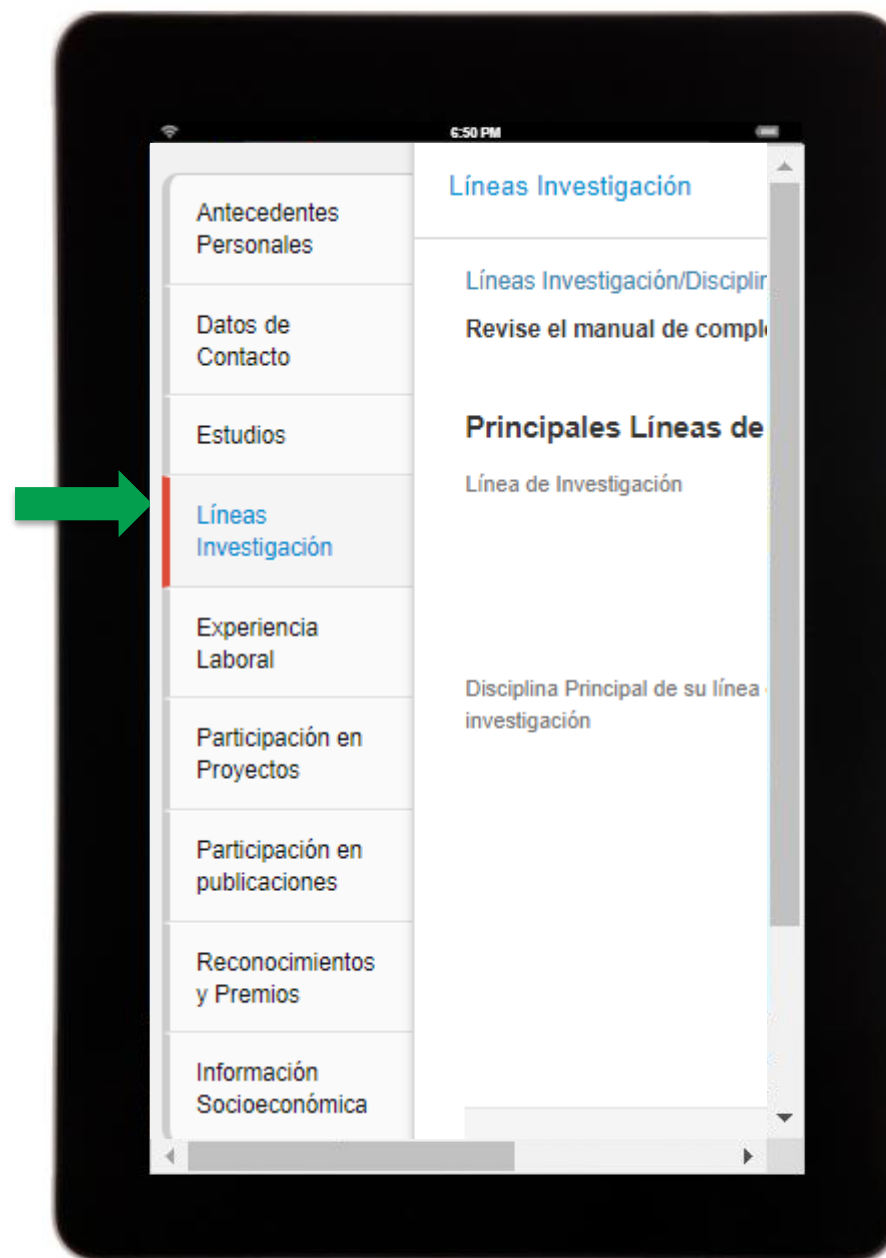 6:50 PM
Antecedentes
Personales
Datos de
Contacto
Estudios
Líneas
Investigación
Experiencia
Laboral
Participación en
Proyectos
Participación en
publicaciones
Reconocimientos
y Premios
Información
Socioeconómica
Líneas Investigación
Líneas Investigación/Disciplin
Revise el manual de comple
Principales Líneas de
Línea de Investigación
Disciplina Principal de su línea
investigación